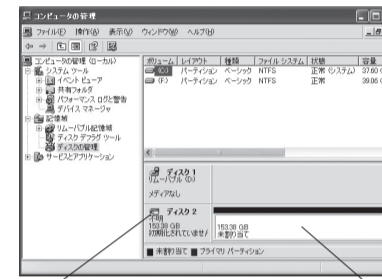 コンピュータの管理
ファイル(F) 操作(A) 表示(V) ウィンドウ(W) ヘルプ(H)
コンピュータの管理 (ローカル)
システム ツール
イベント ビューア
共有フォルダ
パフォーマンス ログと警告
デバイス マネージャ
記憶域
リムーバブル記憶域
ディスク デフラグ ツール
ディスクの管理
サービスとアプリケーション
ボリューム レイアウト 種類 ファイル システム 状態 容量
(C:) パーティション ベーシック NTFS 正常 (システム) 37.60
(F:) パーティション ベーシック NTFS 正常 39.06
ディスク 1
リムーバブル (D:)
メディアなし
ディスク 2
不明
153.38 GB
初期化されていませ
153.38 GB
未割り当て
未割り当て プライマリ パーティション